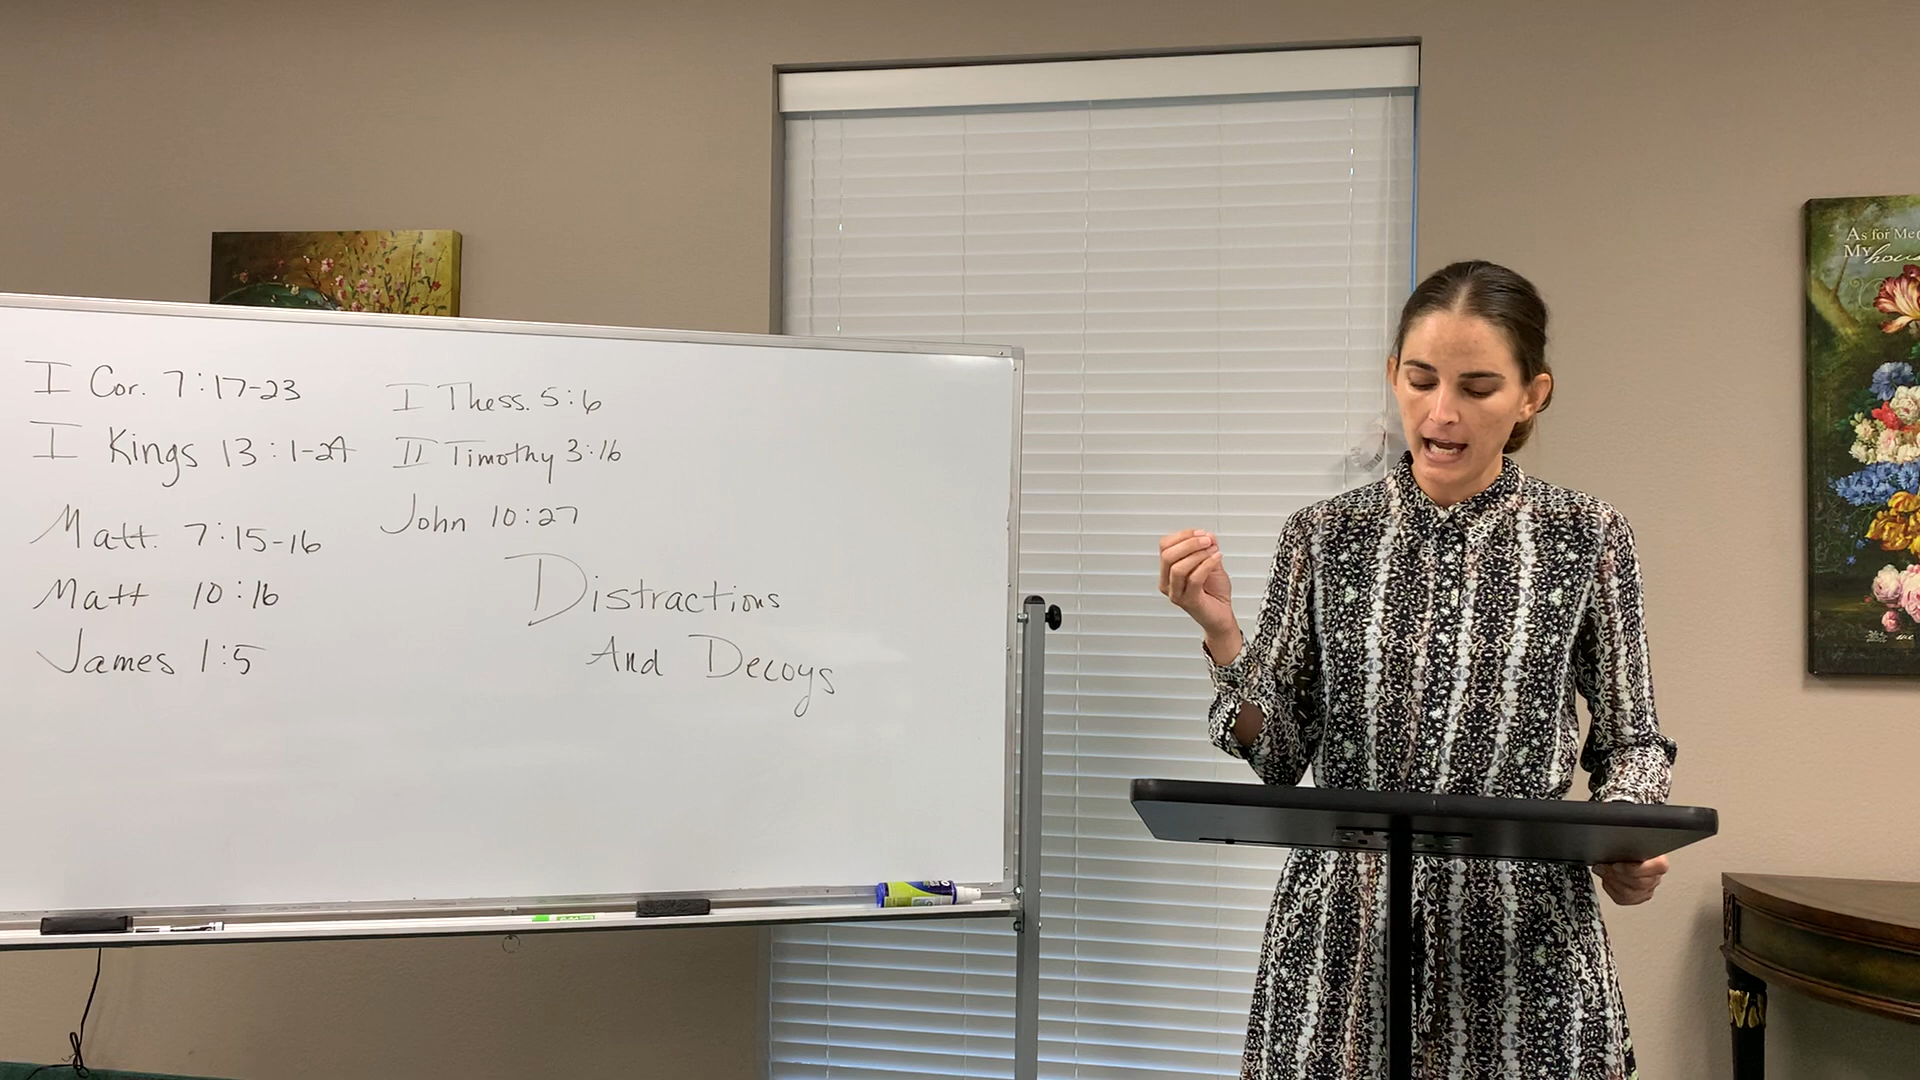 I Cor. 7:17-23
I Kings 13:1-24
Matt. 7:15-16
Matt 10:16
James 1:5
I Thess. 5:6
II Timothy 3:16
John 10:27
Distractions
And Decoys
As for Me
My hous